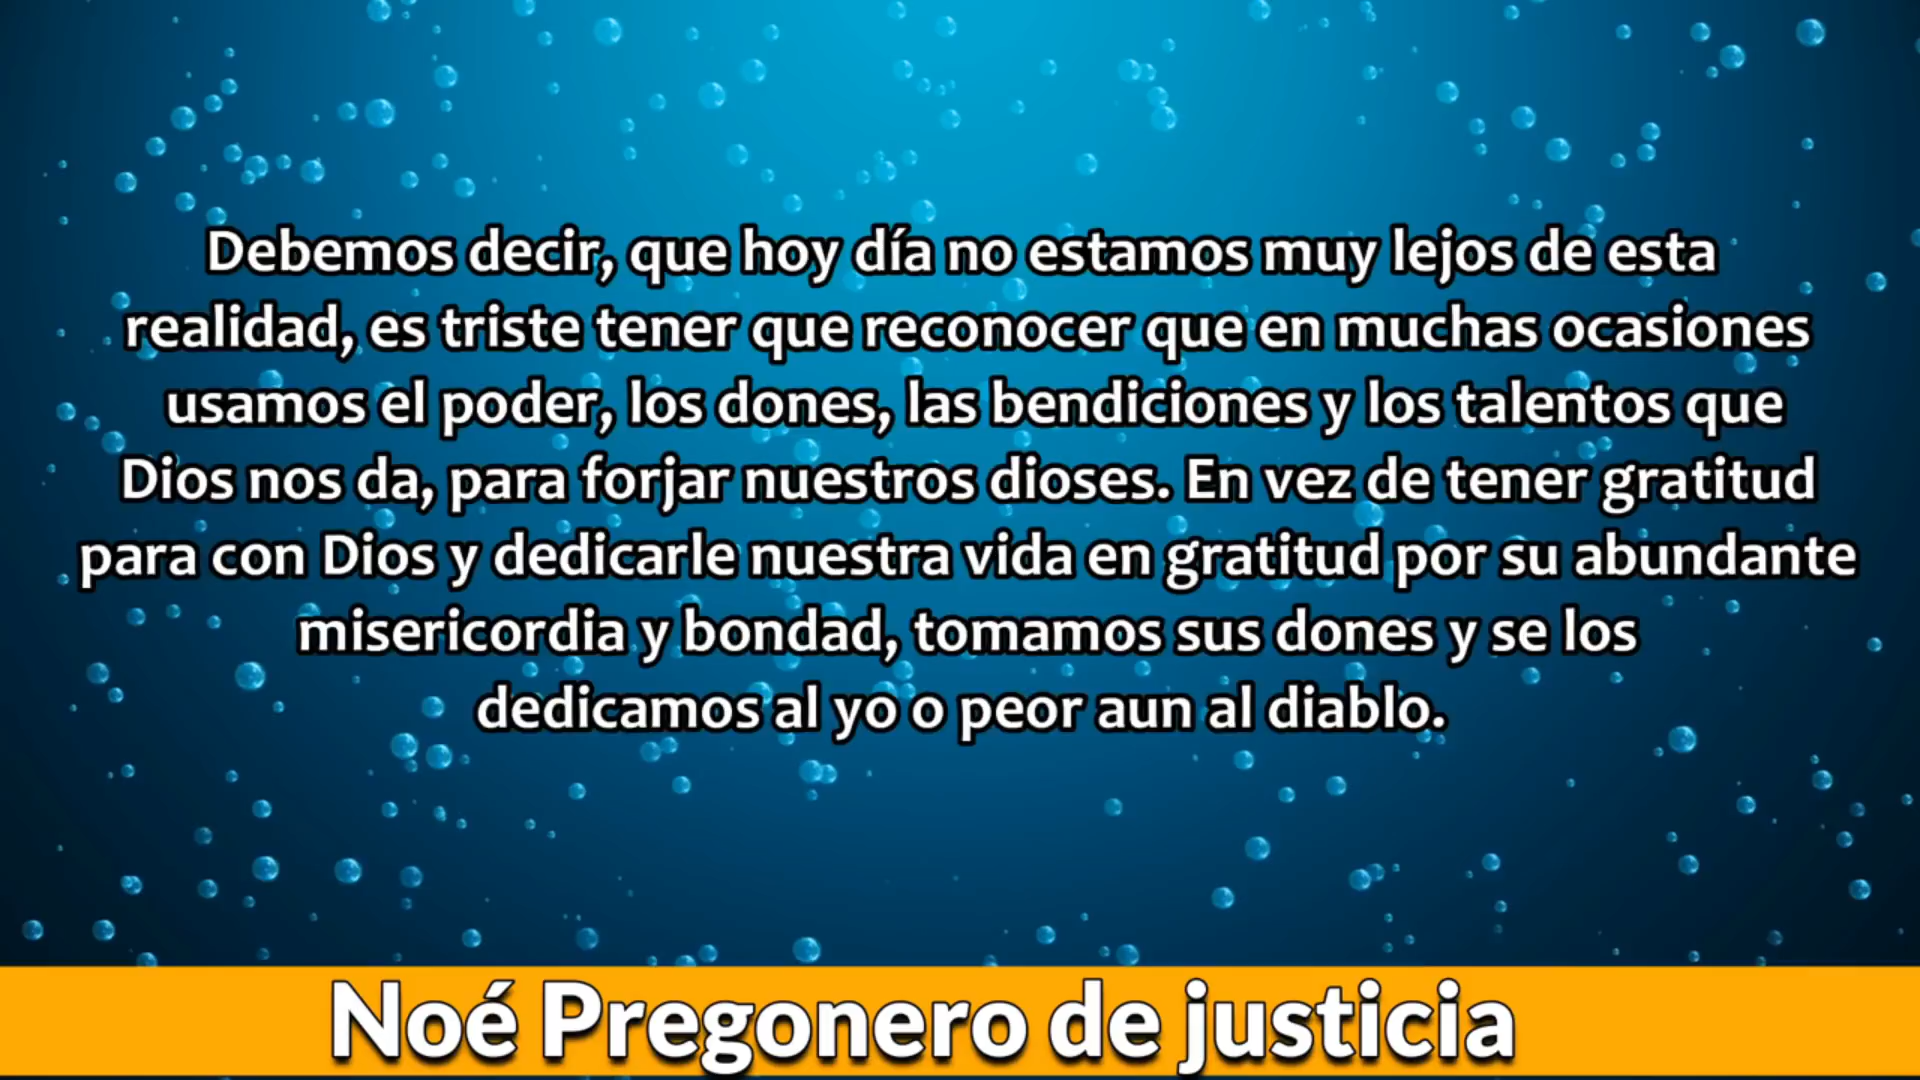 Debemos decir, que hoy día no estamos muy lejos de esta
realidad, es triste tener que reconocer que en muchas ocasiones
usamos el poder, los dones, las bendiciones y los talentos que
Dios nos da, para forjar nuestros dioses. En vez de tener gratitud
para con Dios y dedicarle nuestra vida en gratitud por su abundante
misericordia y bondad, tomamos sus dones y se los
dedicamos al yo o peor aun al diablo.
Noé Pregonero de justicia